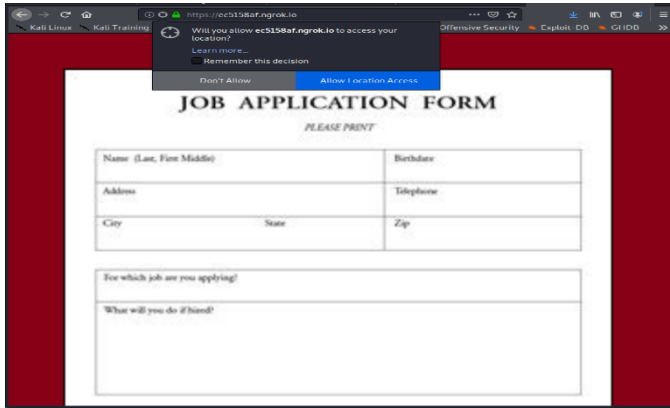 https://ec5158af.ngrok.io
Kali Linux Kali Training Offensive Security Exploit DB GHDB
Will you allow ec5158af.ngrok.io to access your
location?
Learn more...
Remember this decision
Don't Allow Allow Location Access
JOB APPLICATION FORM
PLEASE PRINT
Name (Last, First Middle) Birthdate
Address Telephone
City State Zip
For which job are you applying?
What will you do if hired?